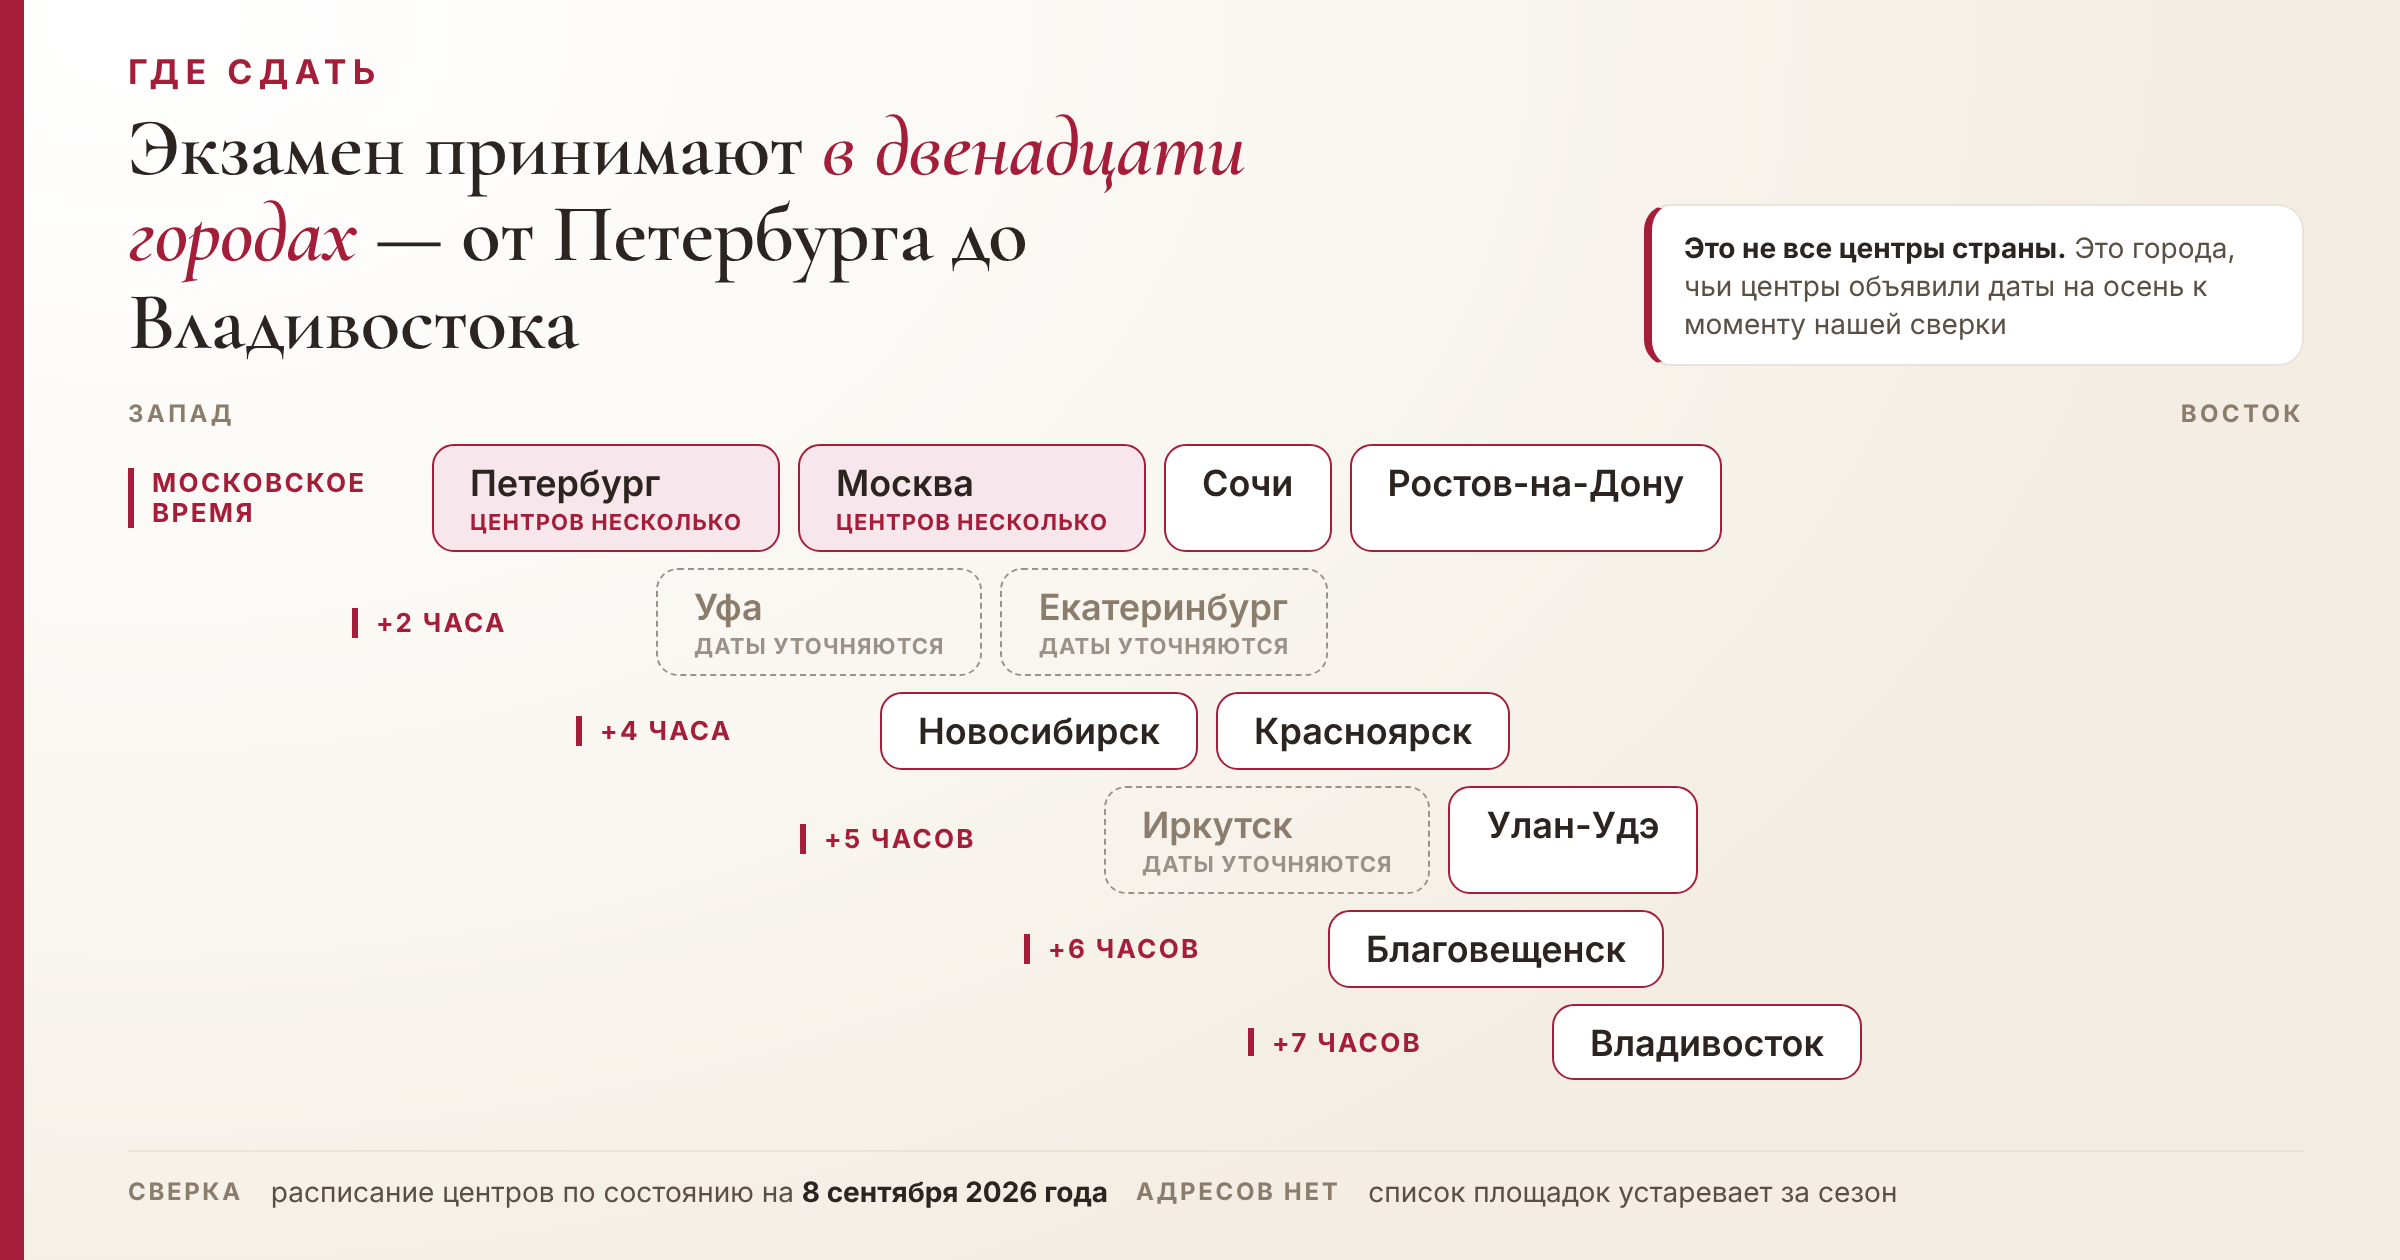 ГДЕ СДАТЬ
Экзамен принимают в двенадцати
городах — от Петербурга до
Владивостока
Это не все центры страны. Это города,
чьи центры объявили даты на осень к
моменту нашей сверки
ЗАПАД
ВОСТОК
МОСКОВСКОЕ
ВРЕМЯ
Петербург
ЦЕНТРОВ НЕСКОЛЬКО
Москва
ЦЕНТРОВ НЕСКОЛЬКО
Сочи
Ростов-на-Дону
+2 ЧАСА
Уфа
ДАТЫ УТОЧНЯЮТСЯ
Екатеринбург
ДАТЫ УТОЧНЯЮТСЯ
+4 ЧАСА
Новосибирск
Красноярск
+5 ЧАСОВ
Иркутск
ДАТЫ УТОЧНЯЮТСЯ
Улан-Удэ
+6 ЧАСОВ
Благовещенск
+7 ЧАСОВ
Владивосток
СВЕРКА расписание центров по состоянию на 8 сентября 2026 года АДРЕСОВ НЕТ список площадок устаревает за сезон